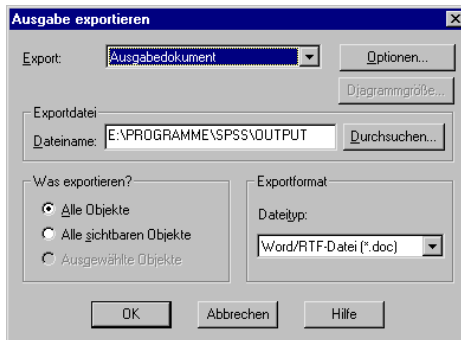 Ausgabe exportieren
Export:
Ausgabedokument
Optionen...
Diagrammgröße...
Exportdatei
Dateiname:
E:\PROGRAMME\SPSS\OUTPUT
Durchsuchen...
Was exportieren?
Alle Objekte
Alle sichtbaren Objekte
Ausgewählte Objekte
Exportformat
Dateityp:
Word/RTF-Datei (*.doc)
OK
Abbrechen
Hilfe